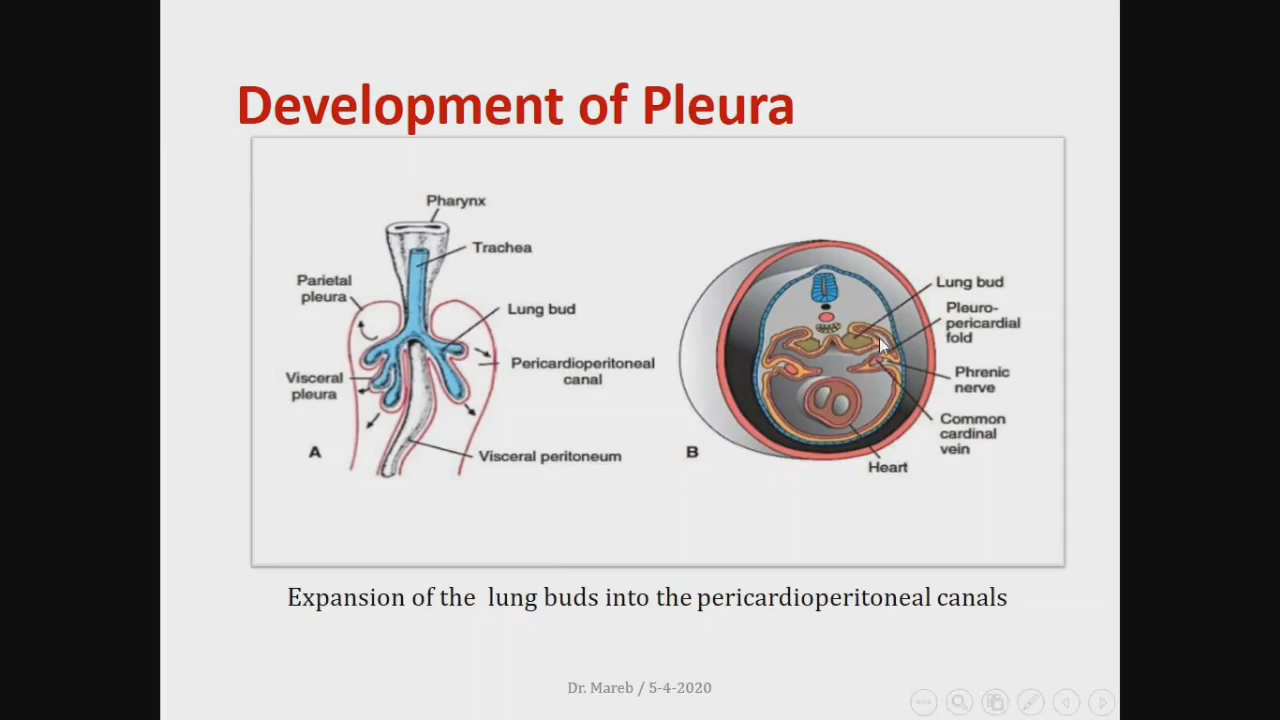 Development of Pleura
Pharynx
Trachea
Parietal
pleura
Lung bud
Pericardioperitoneal
canal
Visceral
pleura
A
Visceral peritoneum
Lung bud
Pleuro-
pericardial
fold
Phrenic
nerve
Common
cardinal
vein
B
Heart
Expansion of the lung buds into the pericardioperitoneal canals
Dr. Mareb / 5-4-2020